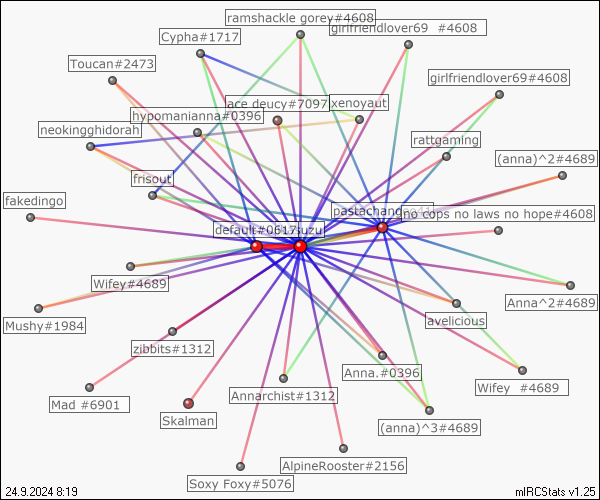 ramshackle gorey#4608
girlfriendlover69 #4608
Cypha#1717
Toucan#2473
girlfriendlover69#4608
ace deucy#7097
xenoyaut
hypomanianna#0396
neokingghidorah
rattgaming
(anna)^2#4689
frisout
fakedingo
no cops no laws no hope#4608
default#0617
suzu
Wifey#4689
Anna^2#4689
Mushy#1984
avelicious
zibbits#1312
Anna.#0396
Wifey #4689
Annarchist#1312
Mad #6901
Skalman
(anna)^3#4689
AlpineRooster#2156
Soxy Foxy#5076
24.9.2024 8:19
mIRCStats v1.25